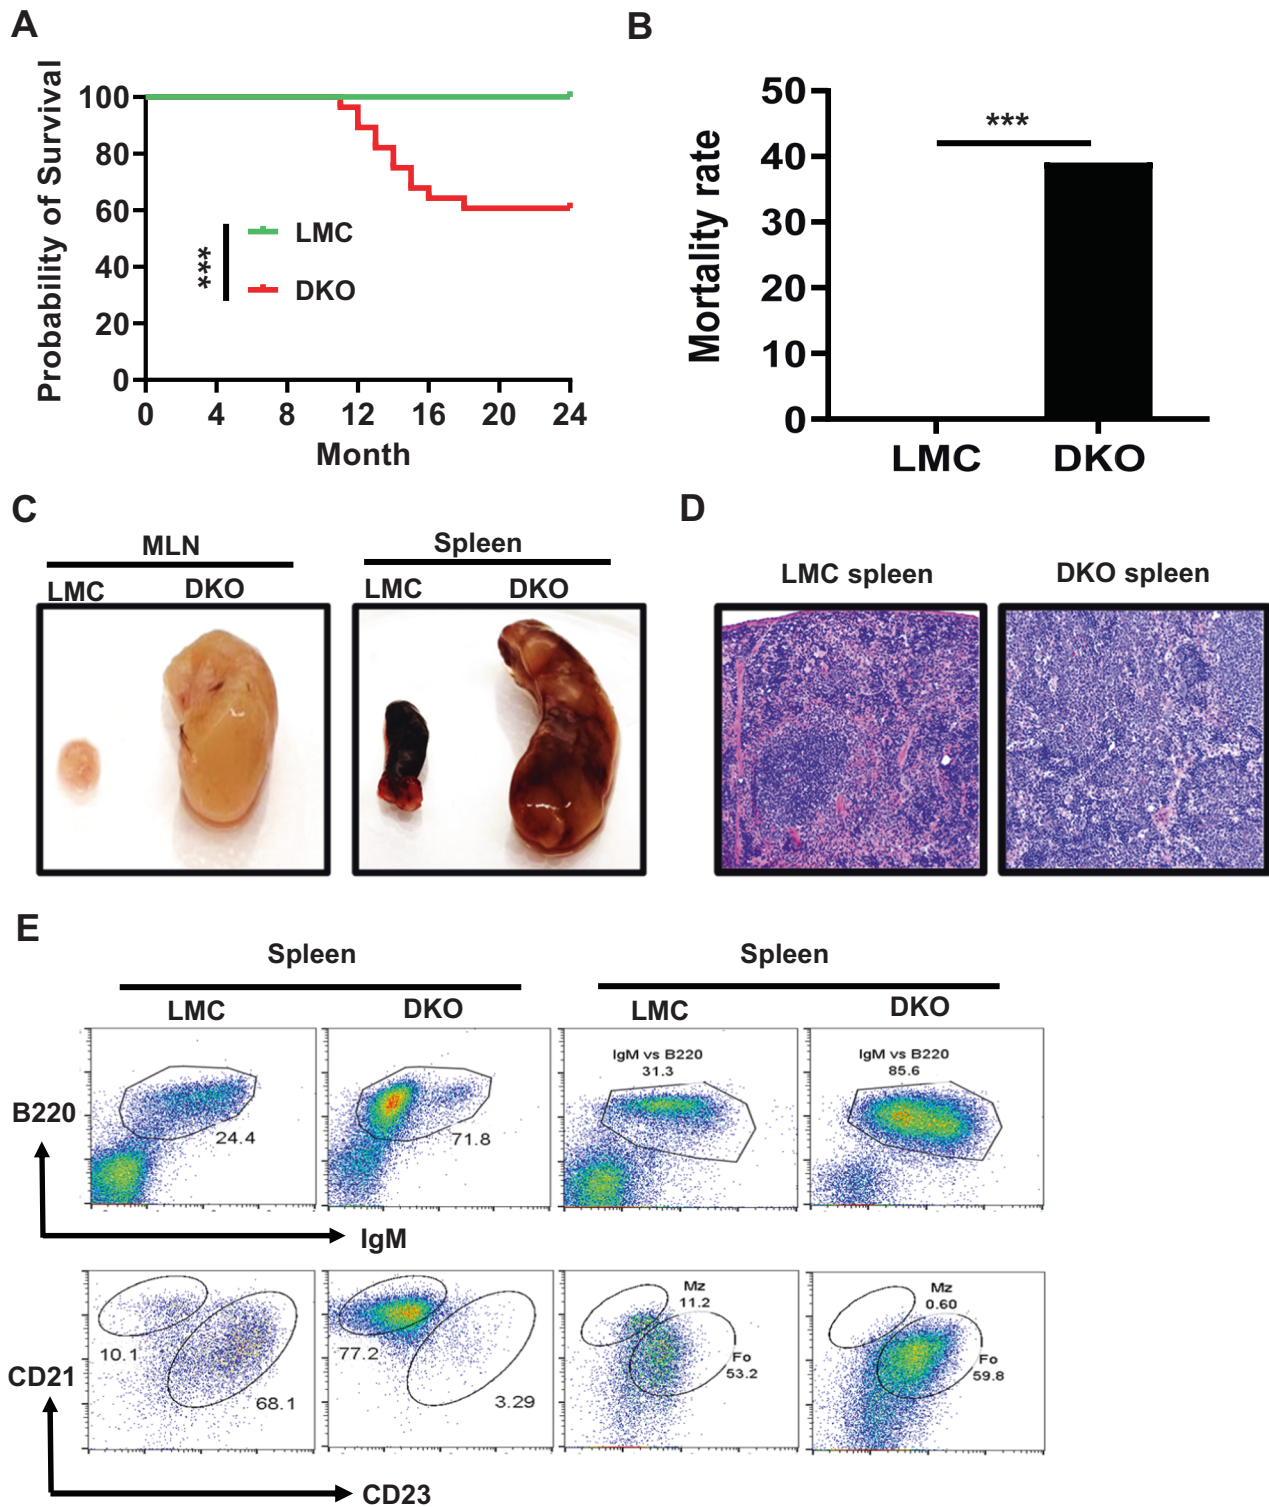 A
Probability of Survival
100
80
60
40
20
0
0 4 8 12 16 20 24
Month
***
LMC
DKO
B
Mortality rate
50
40
30
20
10
0
***
LMC DKO
C
MLN
LMC DKO
Spleen
LMC DKO
D
LMC spleen
DKO spleen
E
Spleen
LMC DKO
Spleen
LMC DKO
B220
24.4
71.8
IgM vs B220
31.3
IgM vs B220
85.6
IgM
CD21
10.1
68.1
77.2
3.29
Mz
11.2
Fo
53.2
Mz
0.60
Fo
59.8
CD23